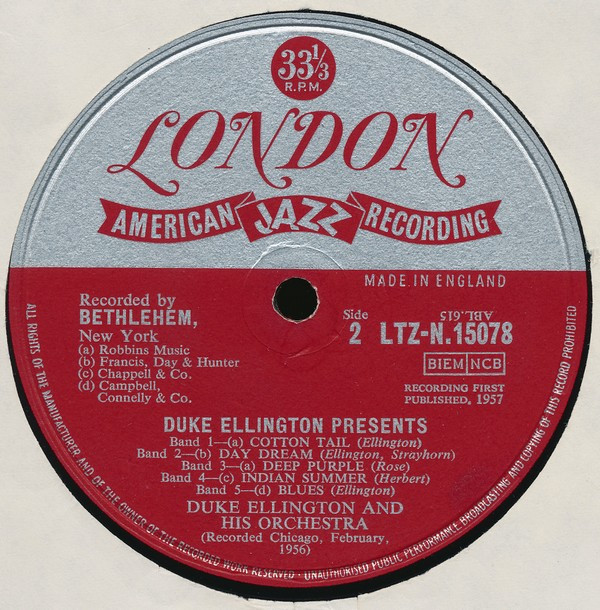 33⅓
R.P.M.
LONDON
AMERICAN JAZZ RECORDING
MADE IN ENGLAND
Recorded by
BETHLEHEM,
New York
(a) Robbins Music
(b) Francis, Day & Hunter
(c) Chappell & Co.
(d) Campbell,
Connelly & Co.
ABL.615
Side
2 LTZ-N.15078
BIEM NCB
RECORDING FIRST
PUBLISHED, 1957
DUKE ELLINGTON PRESENTS
Band 1—(a) COTTON TAIL (Ellington)
Band 2—(b) DAY DREAM (Ellington, Strayhorn)
Band 3—(a) DEEP PURPLE (Rose)
Band 4—(c) INDIAN SUMMER (Herbert)
Band 5—(d) BLUES (Ellington)
DUKE ELLINGTON AND
HIS ORCHESTRA
(Recorded Chicago, February,
1956)
ALL RIGHTS OF THE MANUFACTURER AND OF THE OWNER OF THE RECORDED WORK RESERVED · UNAUTHORISED PUBLIC PERFORMANCE BROADCASTING AND COPYING OF THIS RECORD PROHIBITED